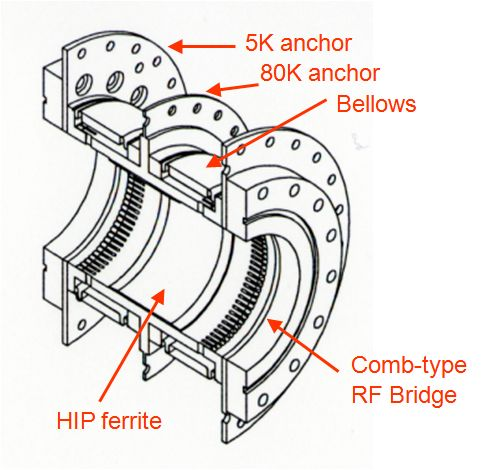 5K anchor
80K anchor
Bellows
Comb-type
RF Bridge
HIP ferrite